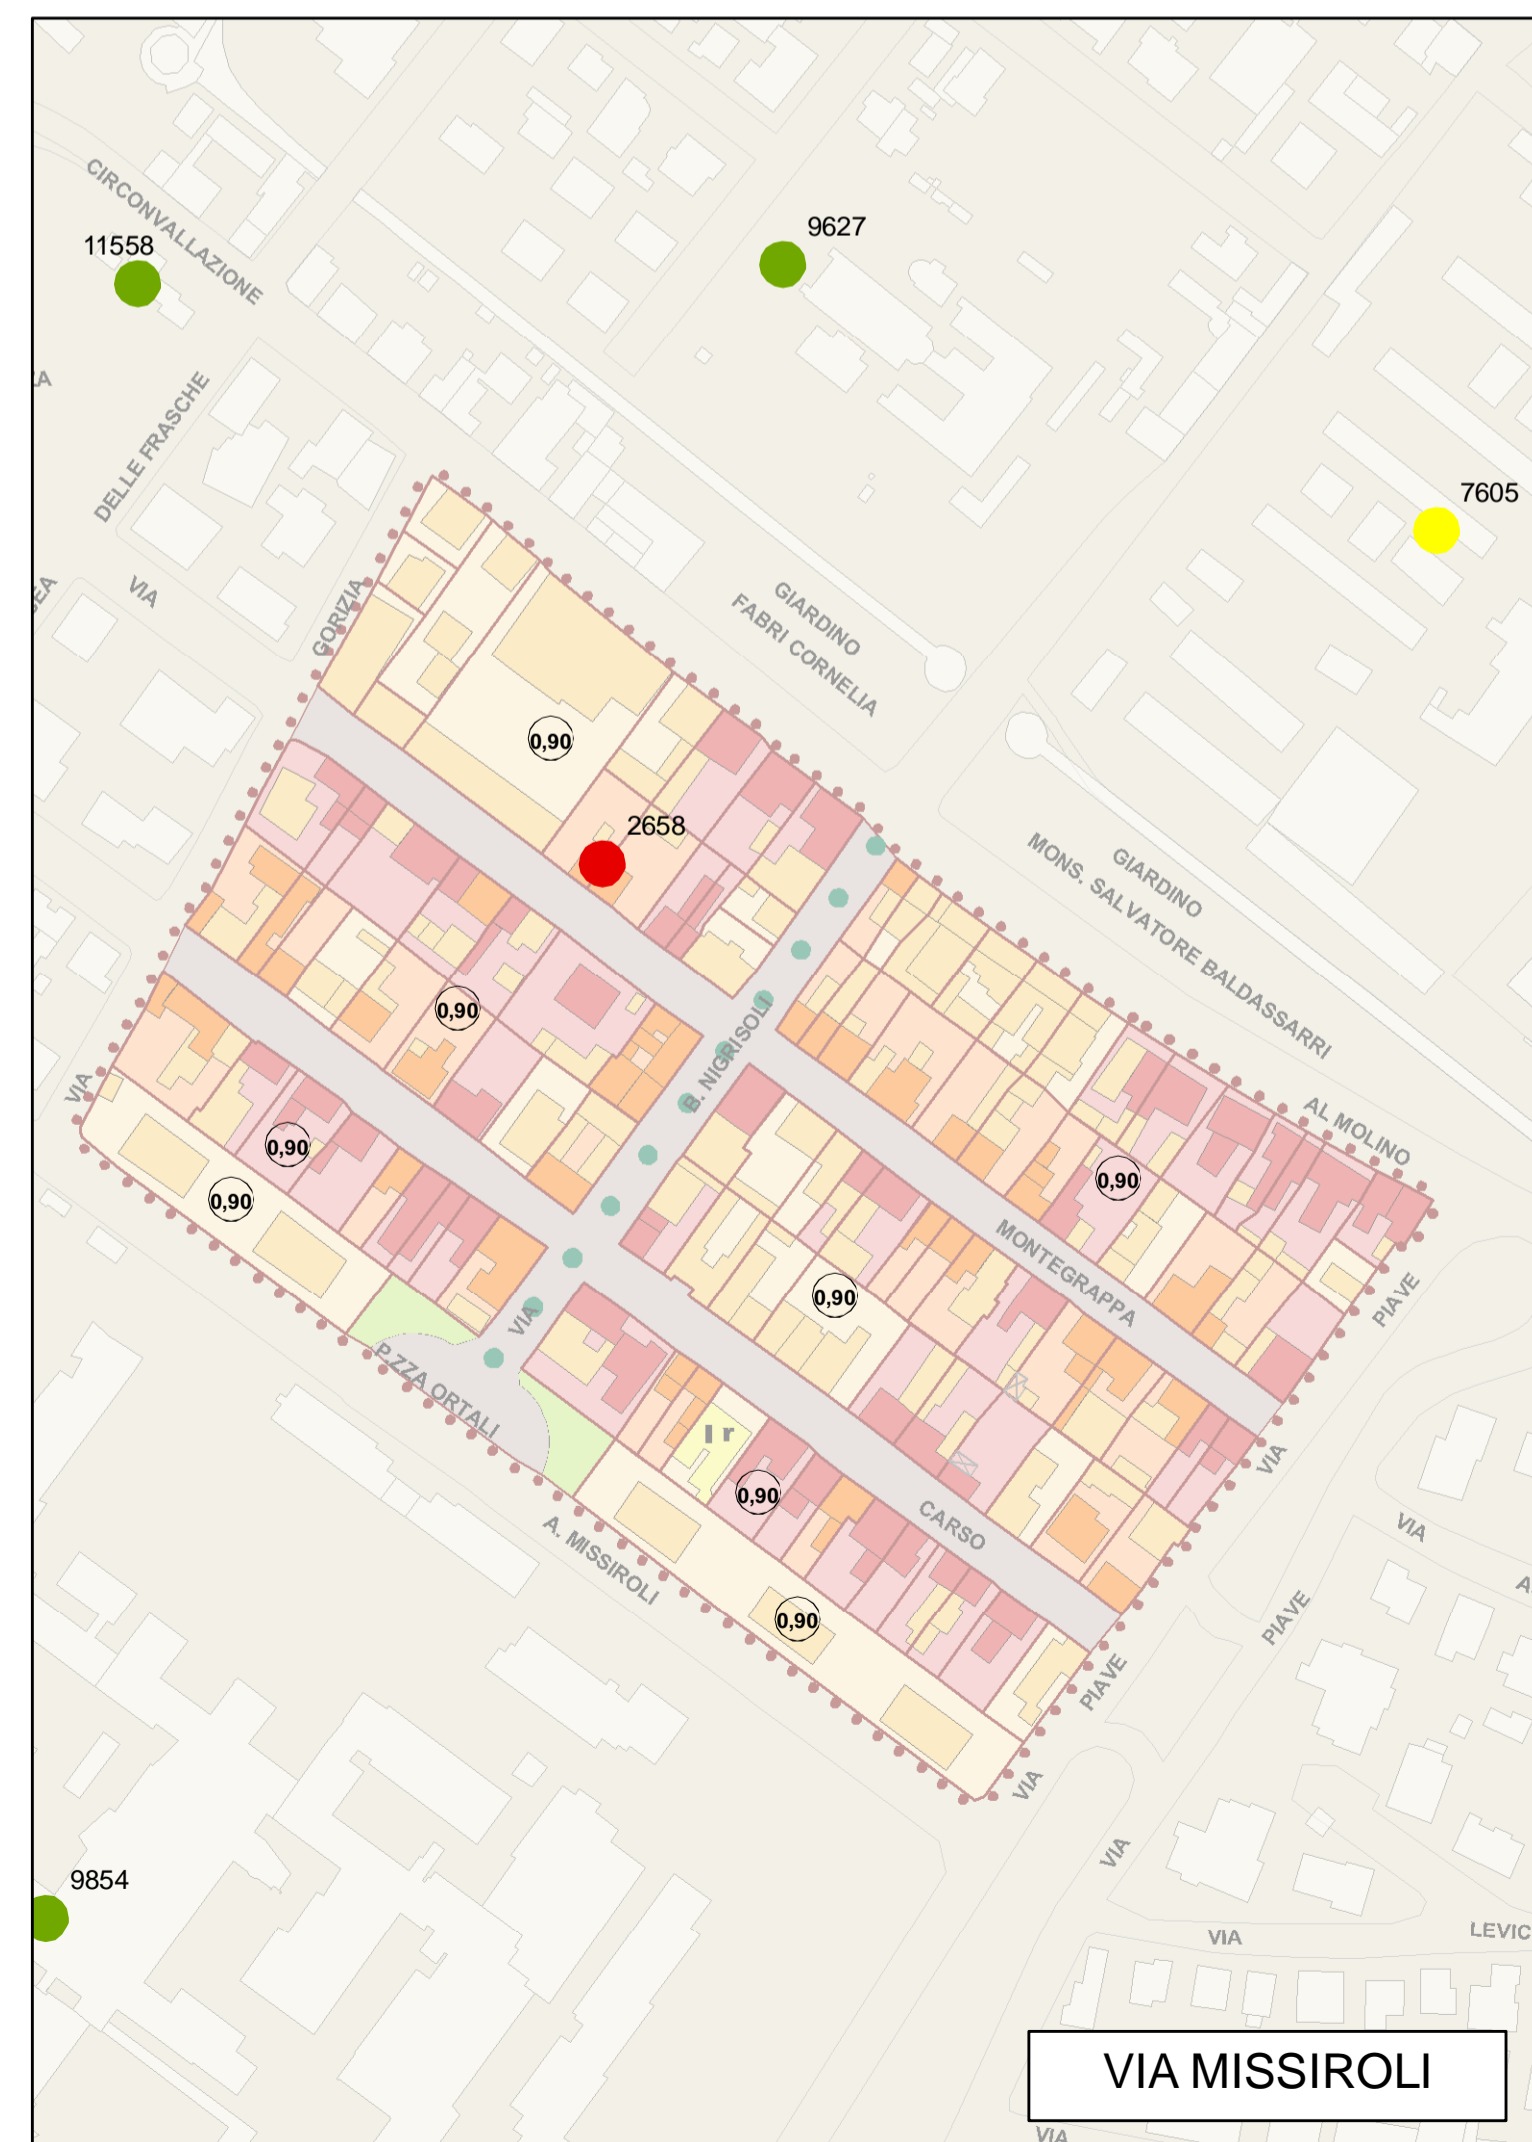 CIRCONVALLAZIONE
11558
9627
DELLE FRASCHE
7605
VIA
GORIZIA
GIARDINO
FABRI CORNELIA
0,90
2658
GIARDINO
MONS. SALVATORE BALDASSARRI
0,90
B. NIGRISOLI
VIA
AL MOLINO
0,90
0,90
0,90
MONTEGRAPPA
PIAVE
0,90
VIA
P.ZZA ORTALI
I r
VIA
0,90
CARSO
VIA
A. MISSIROLI
PIAVE
0,90
PIAVE
VIA
VIA
9854
VIA
LEVIC
VIA MISSIROLI
VIA